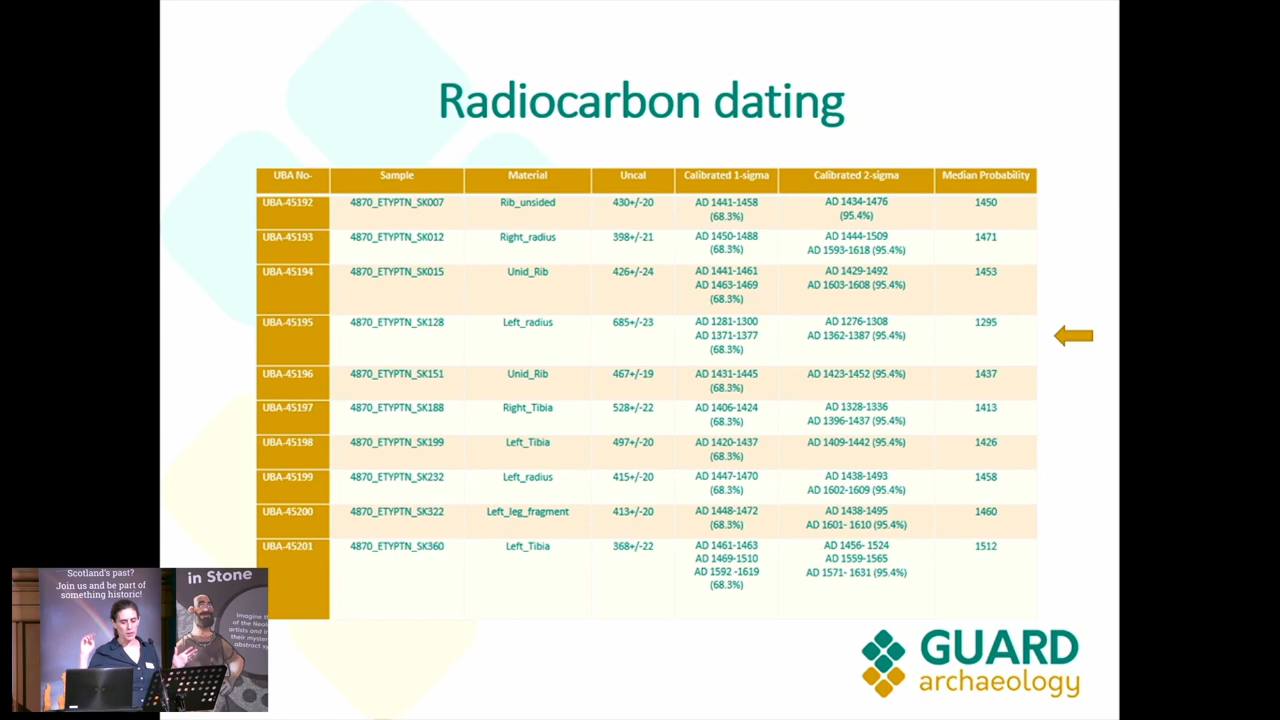 Radiocarbon dating
UBA No- Sample Material Uncal Calibrated 1-sigma Calibrated 2-sigma Median Probability
UBA-45192 4870_ETYPTN_SK007 Rib_unsided 430+/-20 AD 1441-1458 AD 1434-1476 1450
(68.3%) (95.4%)
UBA-45193 4870_ETYPTN_SK012 Right_radius 398+/-21 AD 1450-1488 AD 1444-1509 1471
(68.3%) AD 1593-1618 (95.4%)
UBA-45194 4870_ETYPTN_SK015 Unid_Rib 426+/-24 AD 1441-1461 AD 1429-1492 1453
AD 1463-1469 AD 1603-1608 (95.4%)
(68.3%)
UBA-45195 4870_ETYPTN_SK128 Left_radius 685+/-23 AD 1281-1300 AD 1276-1308 1295
AD 1371-1377 AD 1362-1387 (95.4%)
(68.3%)
UBA-45196 4870_ETYPTN_SK151 Unid_Rib 467+/-19 AD 1431-1445 AD 1423-1452 (95.4%) 1437
(68.3%)
UBA-45197 4870_ETYPTN_SK188 Right_Tibia 528+/-22 AD 1406-1424 AD 1328-1336 1413
(68.3%) AD 1396-1437 (95.4%)
UBA-45198 4870_ETYPTN_SK199 Left_Tibia 497+/-20 AD 1420-1437 AD 1409-1442 (95.4%) 1426
(68.3%)
UBA-45199 4870_ETYPTN_SK232 Left_radius 415+/-20 AD 1447-1470 AD 1438-1493 1458
(68.3%) AD 1602-1609 (95.4%)
UBA-45200 4870_ETYPTN_SK322 Left_leg_fragment 413+/-20 AD 1448-1472 AD 1438-1495 1460
(68.3%) AD 1601- 1610 (95.4%)
UBA-45201 4870_ETYPTN_SK360 Left_Tibia 368+/-22 AD 1461-1463 AD 1456- 1524 1512
AD 1469-1510 AD 1559-1565
AD 1592 -1619 AD 1571- 1631 (95.4%)
(68.3%)
Scotland's past?
Join us and be part of
something historic!
in Stone
of the
artists and
their
abstract
GUARD
archaeology